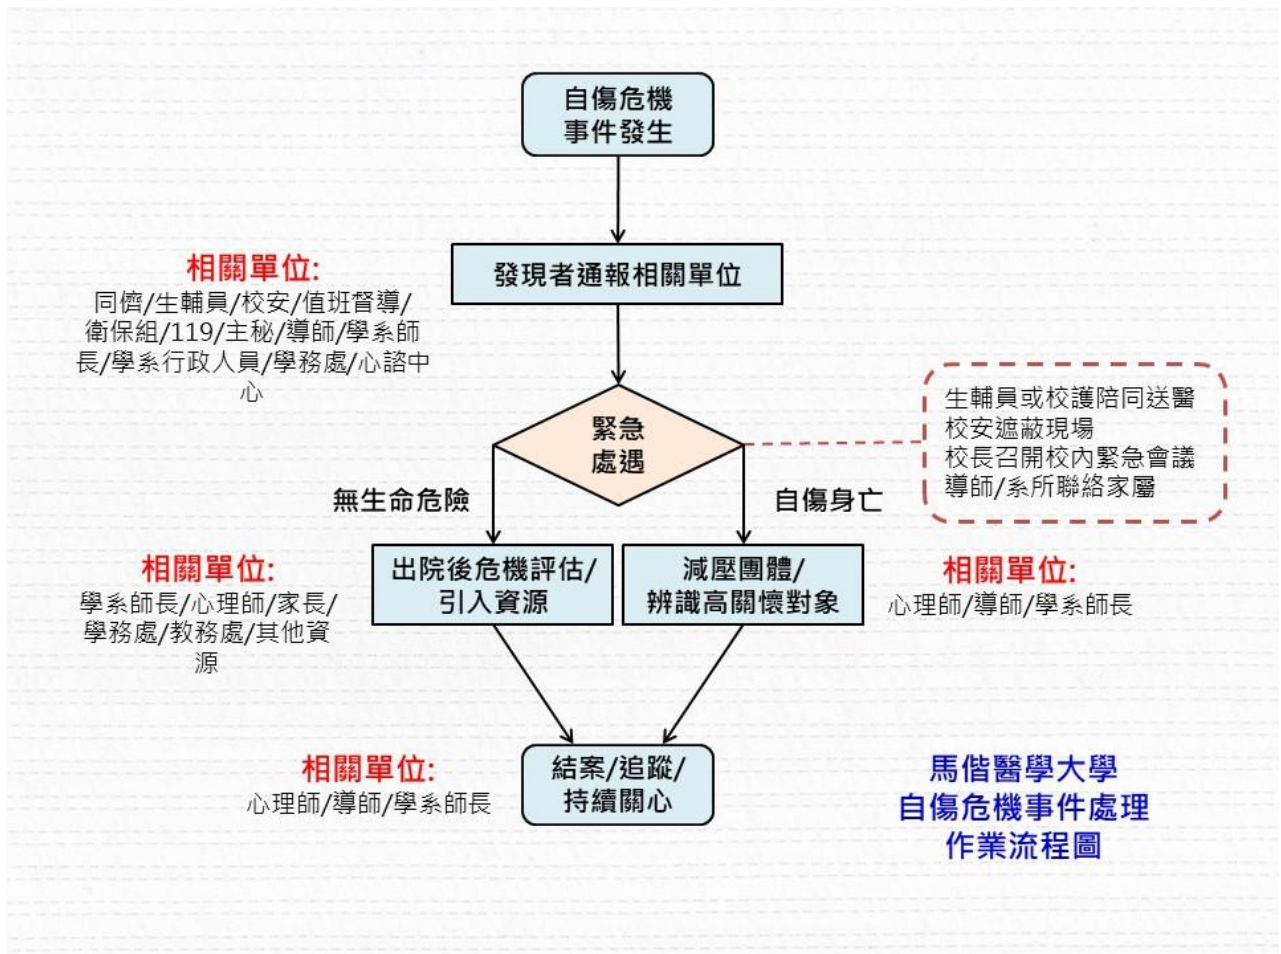 自傷危機
事件發生
發現者通報相關單位
相關單位:
同儕/生輔員/校安/值班督導/
衛保組/119/主秘/導師/學系師
長/學系行政人員/學務處/心諮中
心
緊急
處遇
生輔員或校護陪同送醫
校安遮蔽現場
校長召開校內緊急會議
導師/系所聯絡家屬
無生命危險
自傷身亡
相關單位:
學系師長/心理師/家長/
學務處/教務處/其他資
源
出院後危機評估/
引入資源
減壓團體/
辨識高關懷對象
相關單位:
心理師/導師/學系師長
相關單位:
心理師/導師/學系師長
結案/追蹤/
持續關心
馬偕醫學大學
自傷危機事件處理
作業流程圖